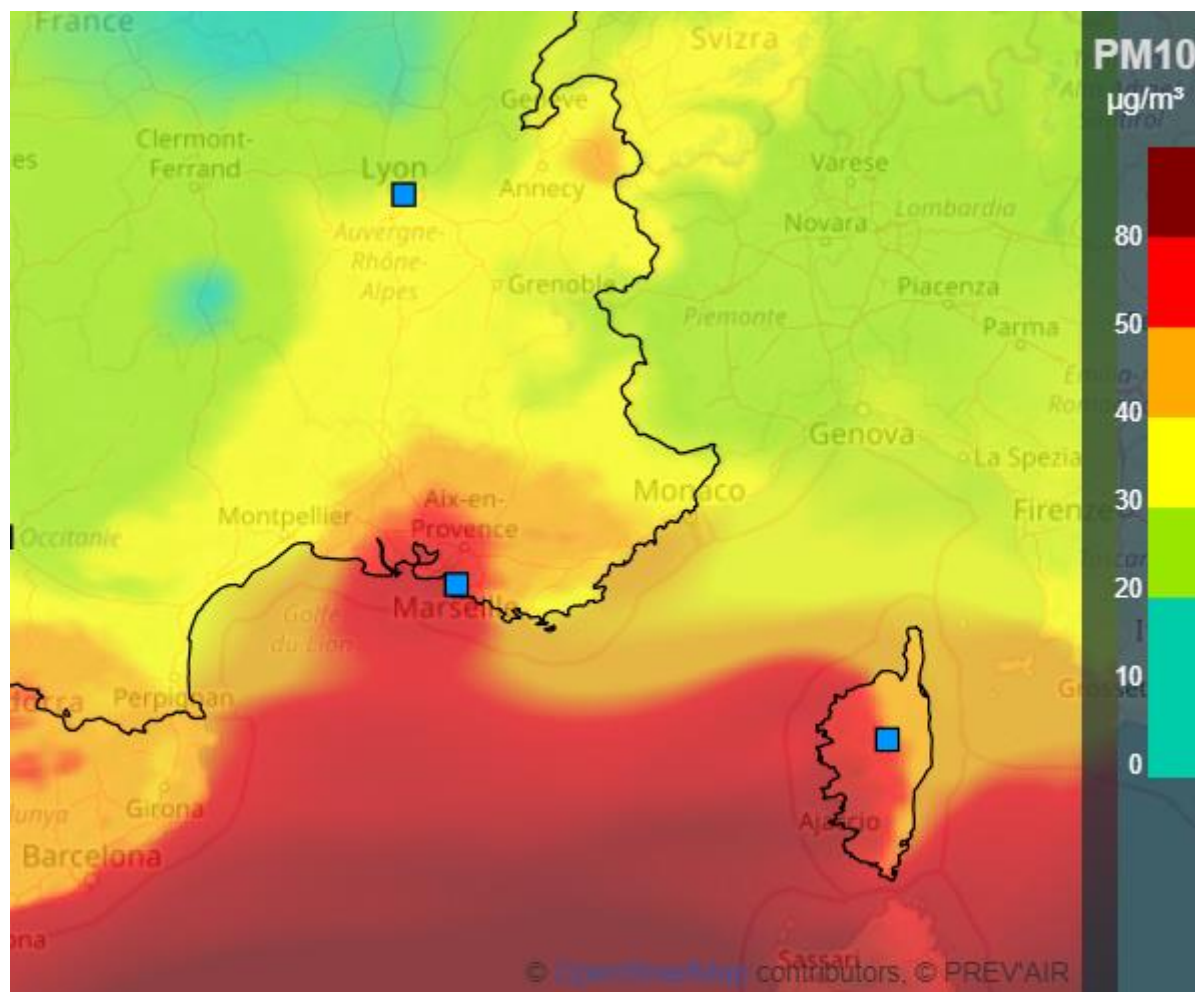 France
Svizra
PM10
µg/m³
Genève
Clermont-
Ferrand
es
Lyon
Annecy
Varese
Novara
Lombardia
80
Auvergne-
Rhône-
Alpes
Grenoble
Piacenza
Piemonte
50
Parma
40
Genova
La Spezia
Monaco
30
Aix-en-
Provence
Montpellier
Firenze
Occitanie
20
Marseille
Golfe
du Lion
10
Perpignan
0
Girona
Ajaccio
Barcelona
Sassari
© OpenStreetMap contributors, © PREV'AIR